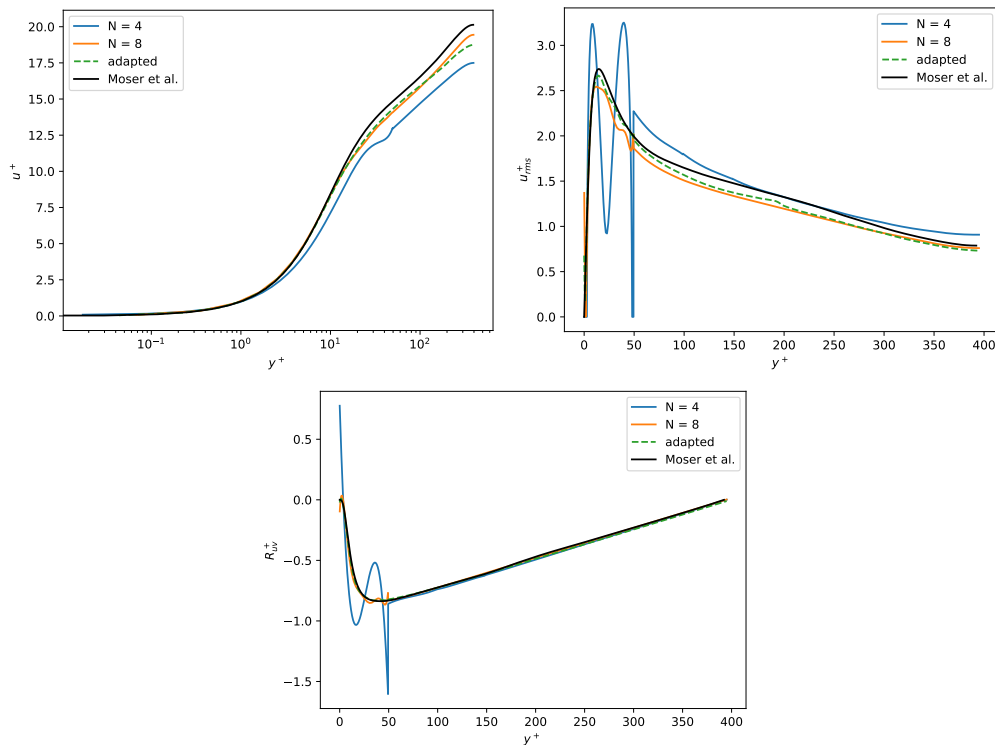 20.0
17.5
15.0
12.5
10.0
7.5
5.0
2.5
0.0
u⁺
N = 4
N = 8
adapted
Moser et al.
10⁻¹ 10⁰ 10¹ 10²
y⁺
3.0
2.5
2.0
1.5
1.0
0.5
0.0
u⁺rms
N = 4
N = 8
adapted
Moser et al.
0 50 100 150 200 250 300 350 400
y⁺
0.5
0.0
−0.5
−1.0
−1.5
R⁺uv
N = 4
N = 8
adapted
Moser et al.
0 50 100 150 200 250 300 350 400
y⁺